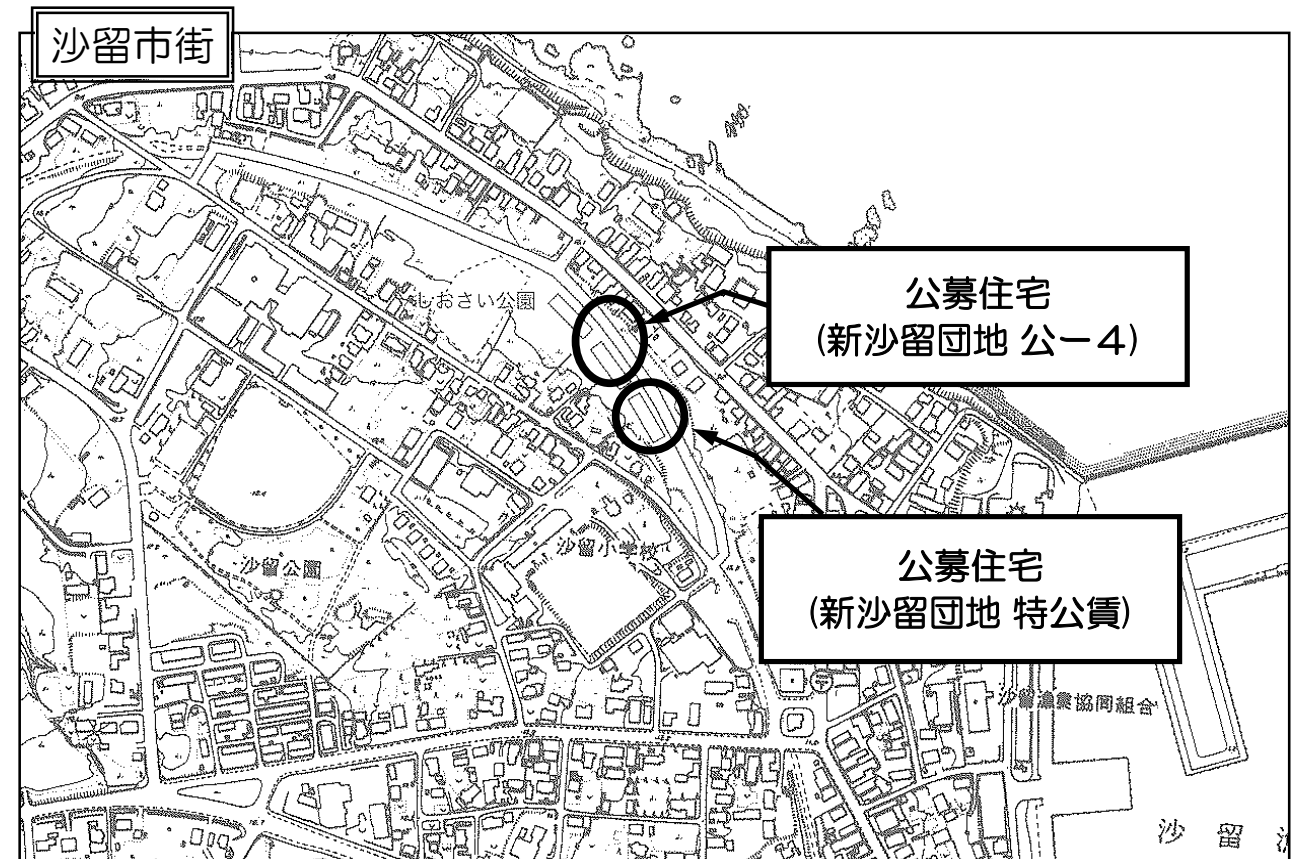 沙留市街
しおさい公園
公募住宅
(新沙留団地 公ー4)
公募住宅
(新沙留団地 特公賃)
沙留小学校
沙留公園
沙留漁業協同組合
沙 留